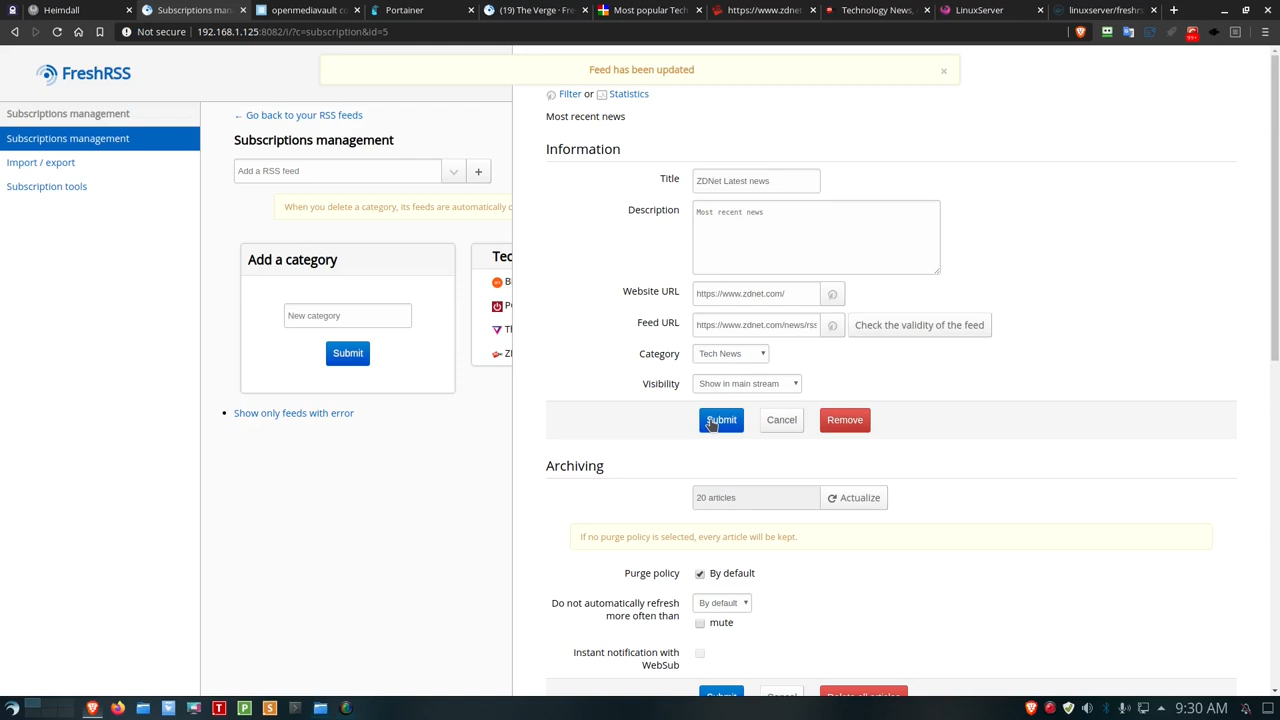 Heimdall
Subscriptions man
openmediavault co
Portainer
(19) The Verge · Fre
Most popular Tech
https://www.zdnet
Technology News, A
LinuxServer
linuxserver/freshrs
Not secure | 192.168.1.125:8082/i/?c=subscription&id=5
99+
FreshRSS
Feed has been updated
×
Filter or Statistics
Most recent news
Subscriptions management
Subscriptions management
Import / export
Subscription tools
← Go back to your RSS feeds
Subscriptions management
Add a RSS feed
+
When you delete a category, its feeds are automatically c
Add a category
New category
Submit
Tec
B
P
T
Z
• Show only feeds with error
Information
Title
ZDNet Latest news
Description
Most recent news
Website URL
https://www.zdnet.com/
Feed URL
https://www.zdnet.com/news/rss
Check the validity of the feed
Category
Tech News
Visibility
Show in main stream
Submit
Cancel
Remove
Archiving
20 articles
Actualize
If no purge policy is selected, every article will be kept.
Purge policy
By default
Do not automatically refresh
more often than
By default
mute
Instant notification with
WebSub
Submit
Cancel
Delete all articles
9:30 AM